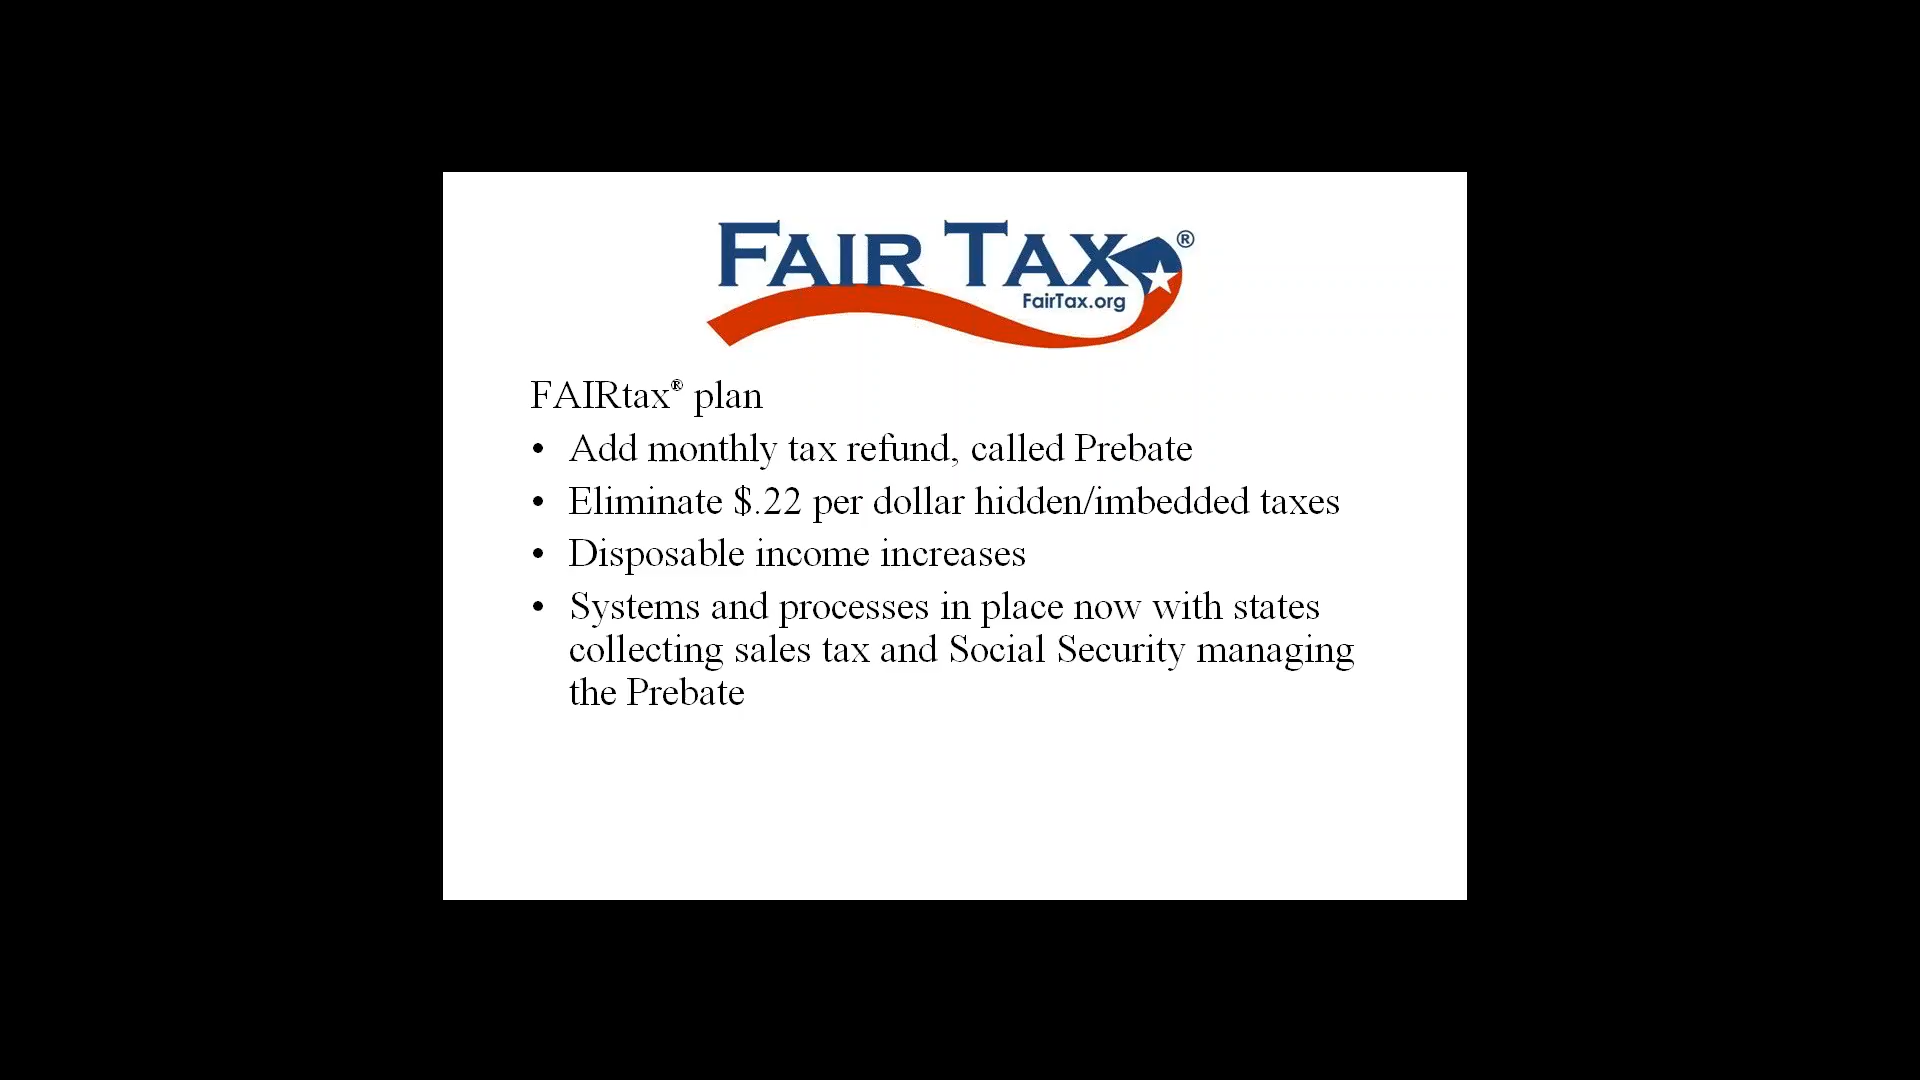 FAIR TAX®
FairTax.org
FAIRtax® plan
• Add monthly tax refund, called Prebate
• Eliminate $.22 per dollar hidden/imbedded taxes
• Disposable income increases
• Systems and processes in place now with states
collecting sales tax and Social Security managing
the Prebate